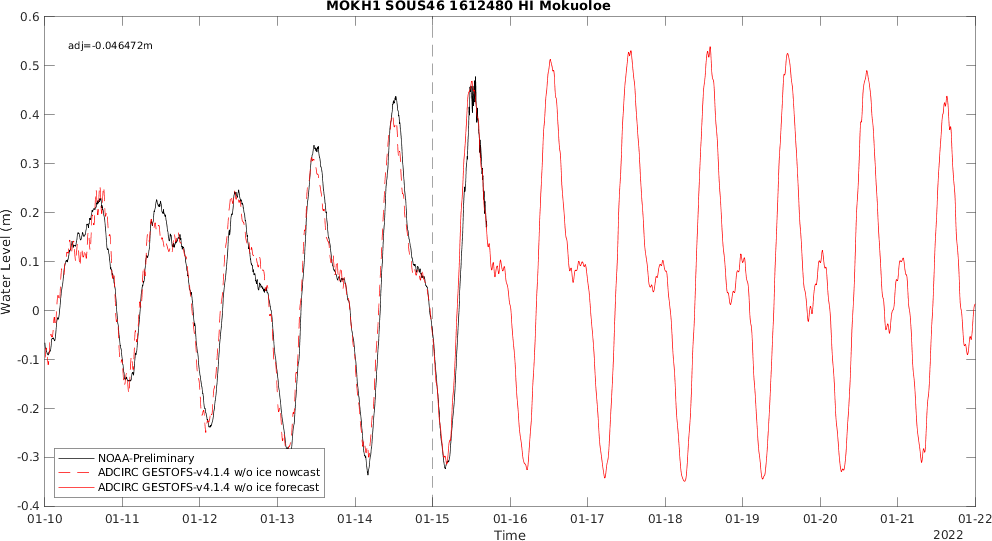 MOKH1 SOUS46 1612480 HI Mokuoloe
adj=-0.046472m
Water Level (m)
0.6
0.5
0.4
0.3
0.2
0.1
0
-0.1
-0.2
-0.3
-0.4
NOAA-Preliminary
ADCIRC GESTOFS-v4.1.4 w/o ice nowcast
ADCIRC GESTOFS-v4.1.4 w/o ice forecast
01-10 01-11 01-12 01-13 01-14 01-15 01-16 01-17 01-18 01-19 01-20 01-21 01-22
Time
2022